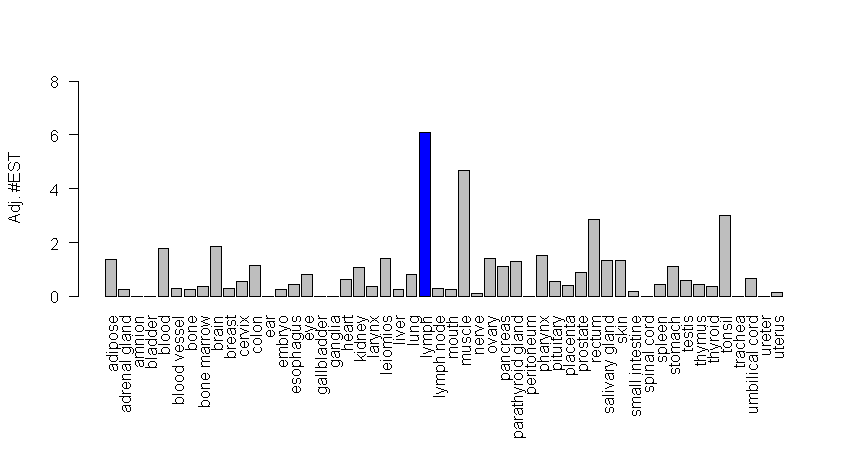 Adj. #EST
8
6
4
2
0
adipose
adrenal gland
amnion
bladder
blood
blood vessel
bone
bone marrow
brain
breast
cervix
colon
ear
embryo
esophagus
eye
gallbladder
ganglia
heart
kidney
larynx
leiomios
liver
lung
lymph
lymph node
mouth
muscle
nerve
ovary
pancreas
parathyroid gland
peritoneum
pharynx
pituitary
placenta
prostate
rectum
salivary gland
skin
small intestine
spinal cord
spleen
stomach
testis
thymus
thyroid
tonsil
trachea
umbilical cord
ureter
uterus